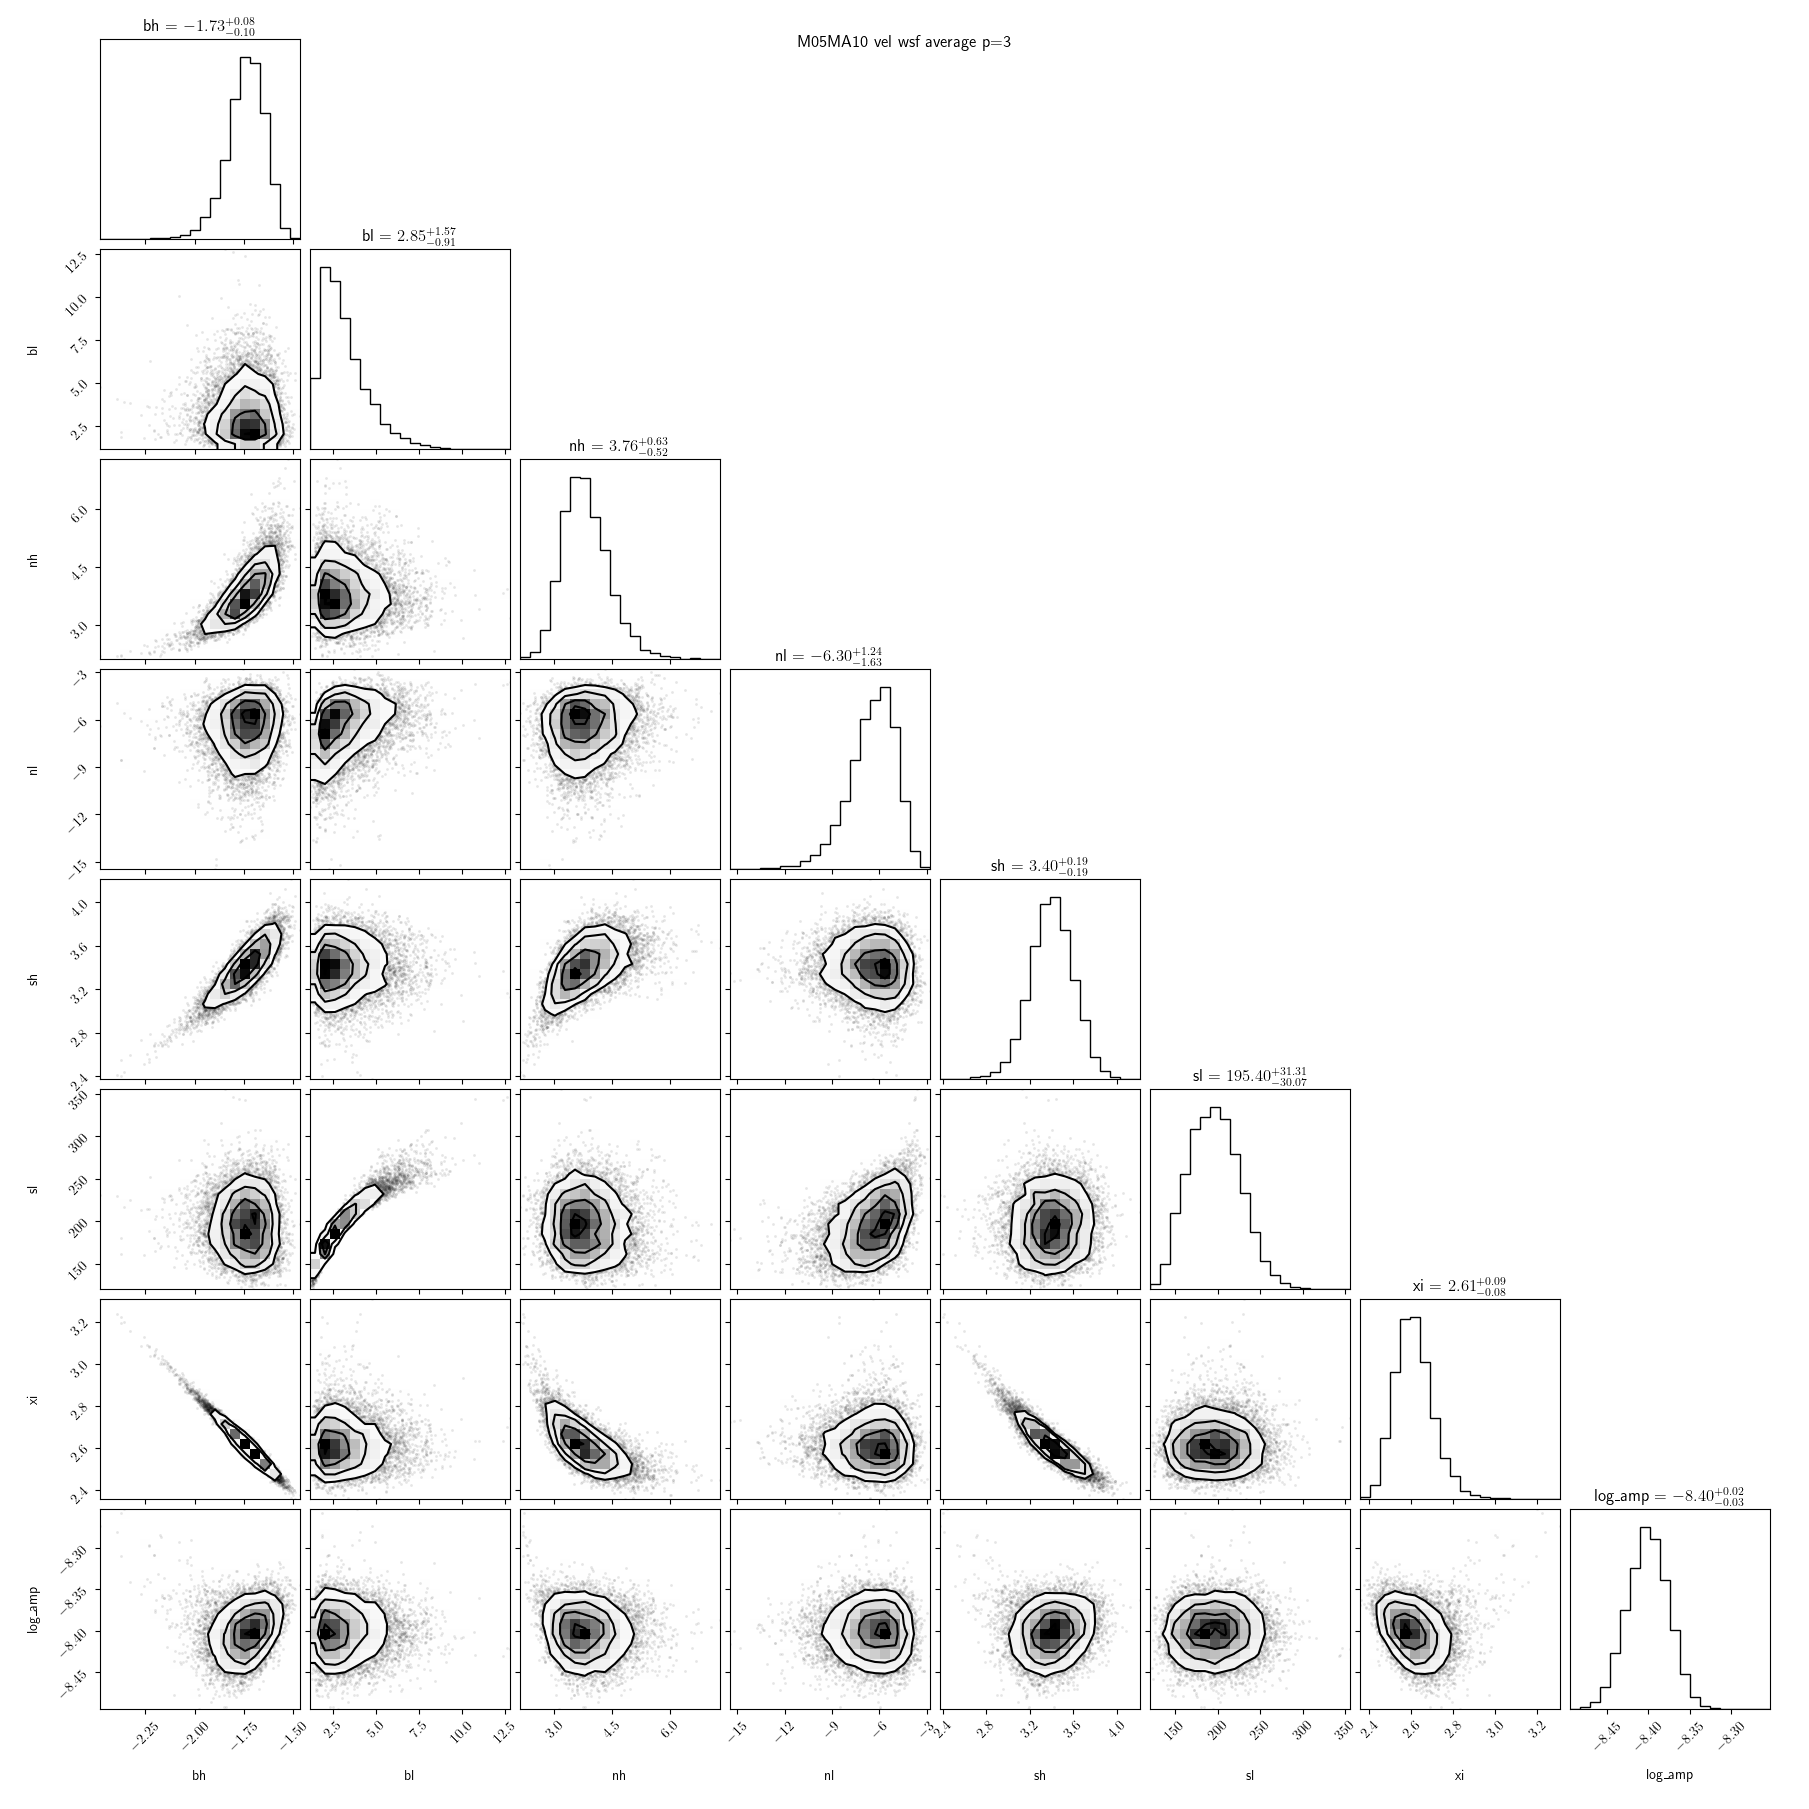 bh = −1.73+0.08−0.10
M05MA10 vel wsf average p=3
bl = 2.85+1.57−0.91
12.5
10.0
7.5
5.0
2.5
bl
nh = 3.76+0.63−0.52
6.0
4.5
3.0
nh
nl = −6.30+1.24−1.63
−3
−6
−9
−12
−15
nl
sh = 3.40+0.19−0.19
4.0
3.6
3.2
2.8
2.4
sh
sl = 195.40+31.31−30.07
350
300
250
200
150
sl
xi = 2.61+0.09−0.08
3.2
3.0
2.8
2.6
2.4
xi
log_amp = −8.40+0.02−0.03
−8.30
−8.35
−8.40
−8.45
log_amp
−2.25 −2.00 −1.75 −1.50 2.5 5.0 7.5 10.0 12.5 3.0 4.5 6.0 −15 −12 −9 −6 −3 2.4 2.8 3.2 3.6 4.0 150 200 250 300 350 2.4 2.6 2.8 3.0 3.2 −8.45 −8.40 −8.35 −8.30
bh bl nh nl sh sl xi log_amp